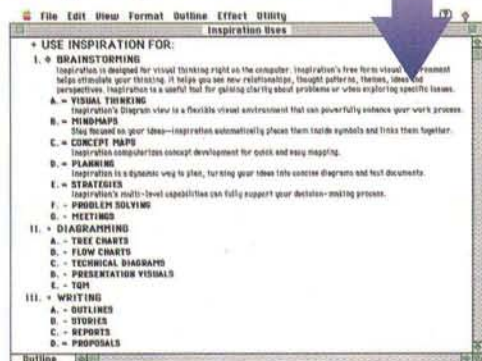 File Edit View Format Outline Effect Utility
Inspiration Uses
+ USE INSPIRATION FOR:
I. + BRAINSTORMING
Inspiration is designed for visual thinking right on the computer. Inspiration's free form visual
helps stimulate your thinking. It helps you see new relationships, thought patterns, themes, ideas and
perspectives. Inspiration is a useful tool for gaining clarity about problems or when exploring specific issues.
A. = VISUAL THINKING
Inspiration's Diagram view is a flexible visual environment that can powerfully enhance your work process.
B. = MINDMAPS
Stay focused on your ideas—Inspiration automatically places them inside symbols and links them together.
C. = CONCEPT MAPS
Inspiration computerizes concept development for quick and easy mapping.
D. = PLANNING
Inspiration is a dynamic way to plan, turning your ideas into concise diagrams and text documents.
E. = STRATEGIES
Inspiration's multi-level capabilities can fully support your decision-making process.
F. - PROBLEM SOLVING
G. - MEETINGS
II. + DIAGRAMMING
A. - TREE CHARTS
B. - FLOW CHARTS
C. - TECHNICAL DIAGRAMS
D. - PRESENTATION VISUALS
E. - TQM
III. + WRITING
A. - OUTLINES
B. - STORIES
C. - REPORTS
D. = PROPOSALS
Outline